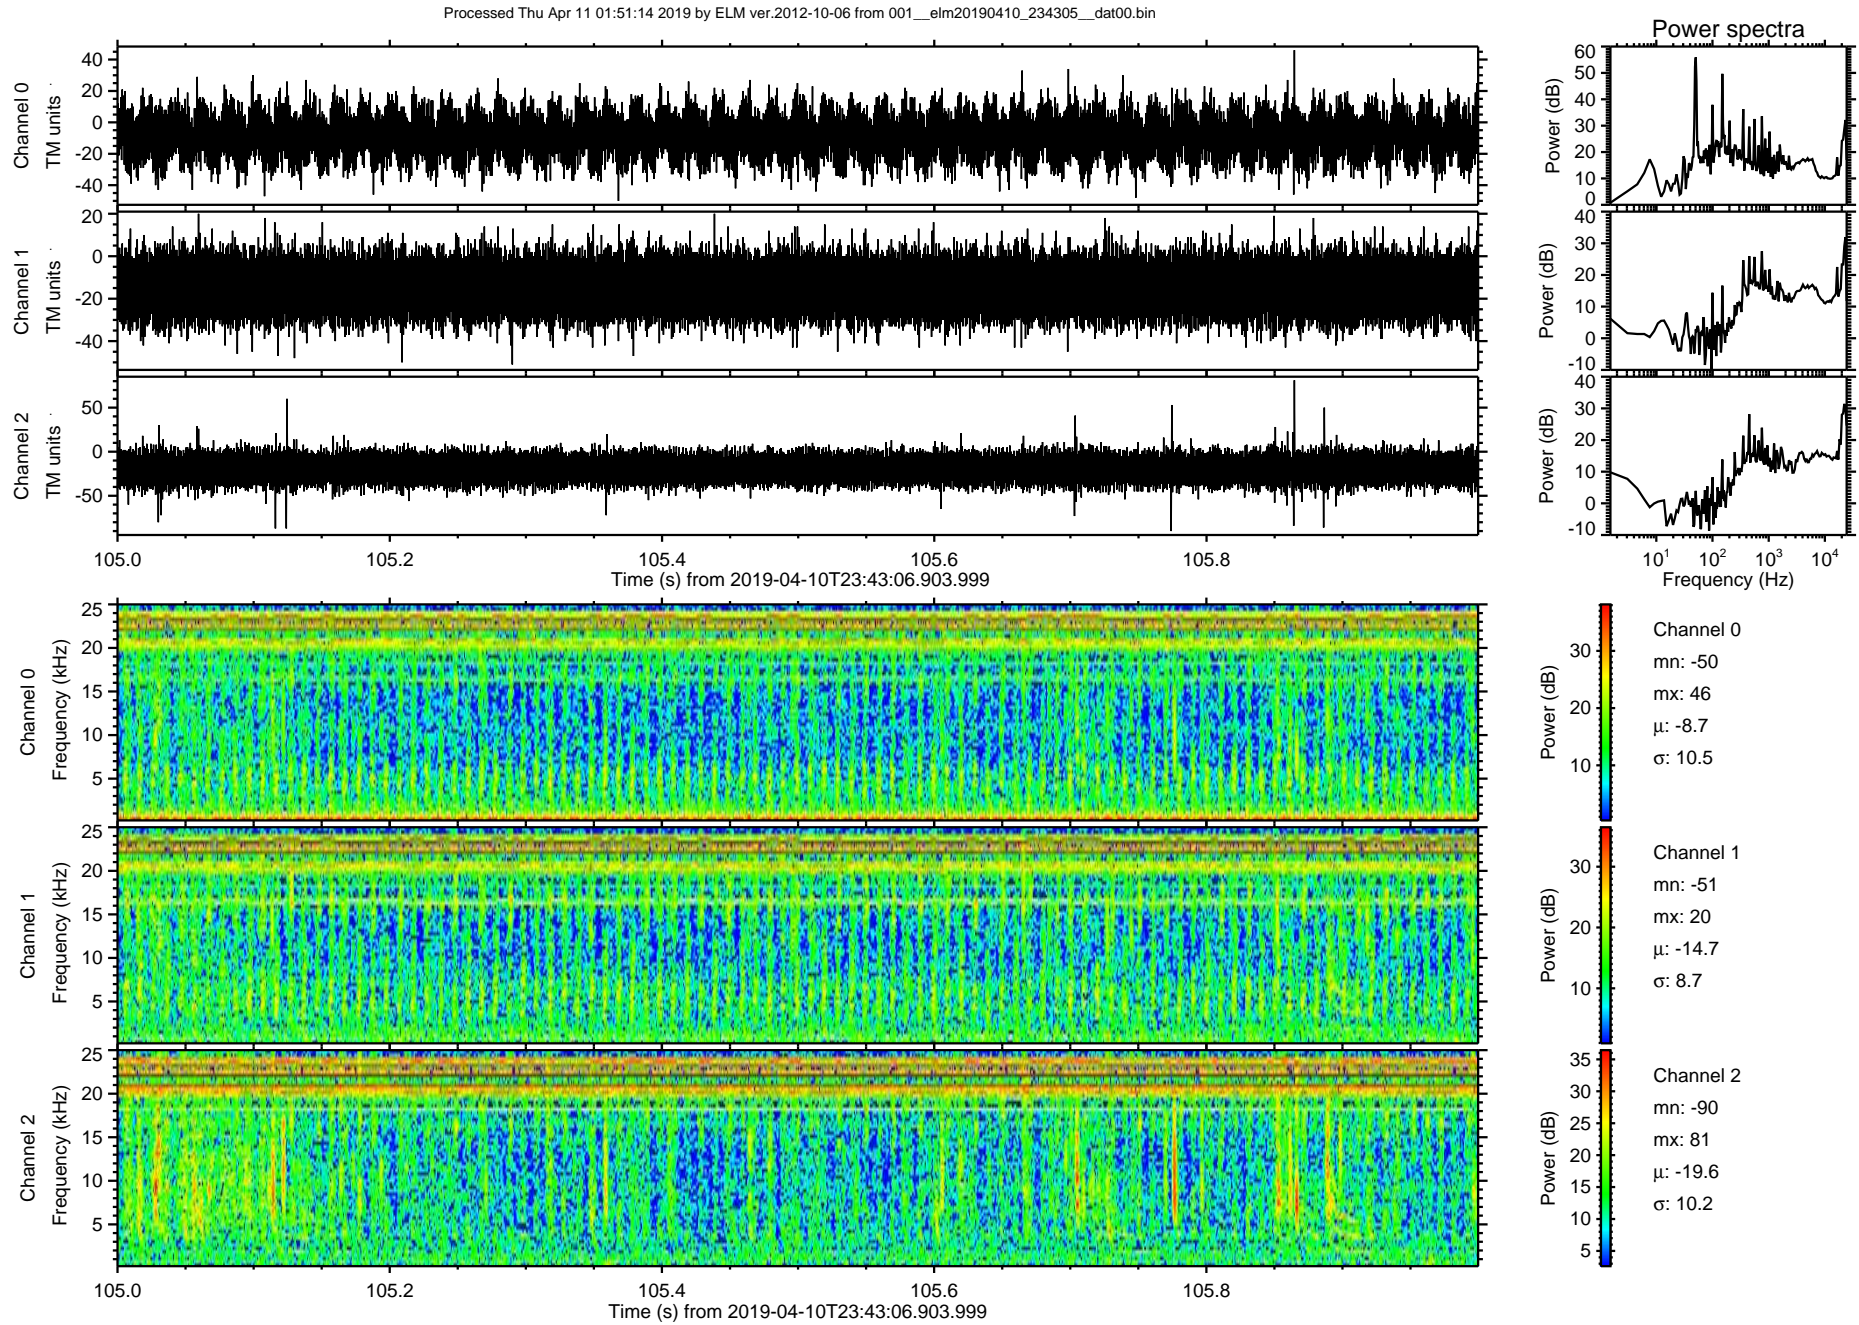 Processed Thu Apr 11 01:51:14 2019 by ELM ver.2012-10-06 from 001__elm20190410_234305__dat00.bin
Power spectra
Channel 0
TM units
40
20
0
-20
-40
Power (dB)
60
50
40
30
20
10
0
Channel 1
TM units
20
0
-20
-40
Power (dB)
40
30
20
10
0
-10
Channel 2
TM units
50
0
-50
Power (dB)
40
30
20
10
0
-10
105.0 105.2 105.4 105.6 105.8
Time (s) from 2019-04-10T23:43:06.903.999
10^1 10^2 10^3 10^4
Frequency (Hz)
Channel 0
Frequency (kHz)
25
20
15
10
5
Power (dB)
30
20
10
Channel 0
mn: -50
mx: 46
μ: -8.7
σ: 10.5
Channel 1
Frequency (kHz)
25
20
15
10
5
Power (dB)
30
20
10
Channel 1
mn: -51
mx: 20
μ: -14.7
σ: 8.7
Channel 2
Frequency (kHz)
25
20
15
10
5
Power (dB)
35
30
25
20
15
10
5
Channel 2
mn: -90
mx: 81
μ: -19.6
σ: 10.2
105.0 105.2 105.4 105.6 105.8
Time (s) from 2019-04-10T23:43:06.903.999